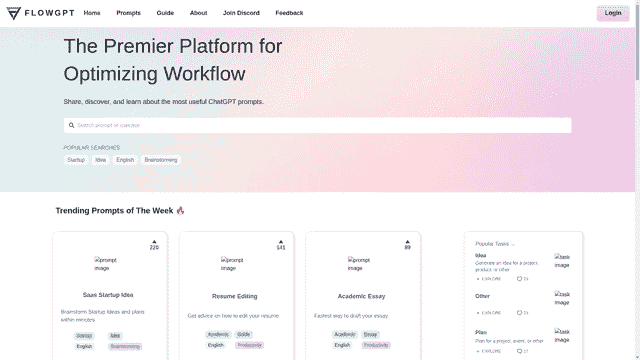 FLOWGPT Home Prompts Guide About Join Discord Feedback Login
The Premier Platform for
Optimizing Workflow
Share, discover, and learn about the most useful ChatGPT prompts.
Search prompt or usecase
POPULAR SEARCHES
Startup Idea English Brainstorming
Trending Prompts of The Week 🔥
220
prompt
image
Saas Startup Idea
Brainstorm Startup Ideas and plans
within minutes
Startup Idea
English Brainstorming
141
prompt
image
Resume Editing
Get advice on how to edit your resume
Academic Guide
English Productivity
89
prompt
image
Academic Essay
Fastest way to draft your essay
Academic Essay
English Productivity
Popular Tasks
Idea
Generate an idea for a project,
product, or other
EXPLORE
task
image
Other
EXPLORE
task
image
Plan
Plan for a project, event, or other
EXPLORE
task
image